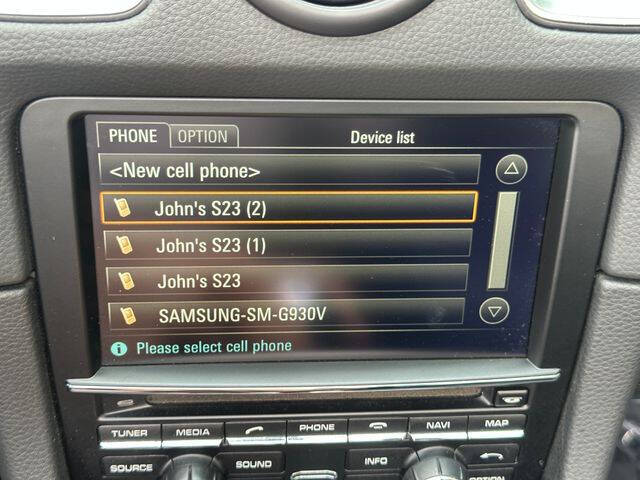 PHONE OPTION Device list
<New cell phone>
John's S23 (2)
John's S23 (1)
John's S23
SAMSUNG-SM-G930V
Please select cell phone
TUNER MEDIA PHONE NAVI MAP
SOURCE SOUND INFO OPTION